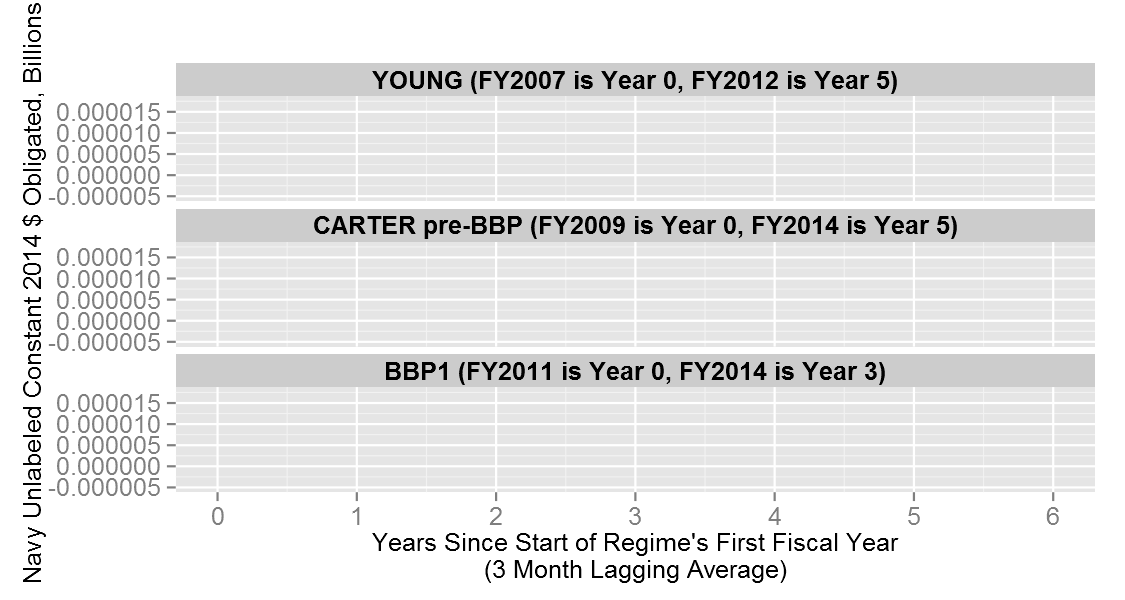 Navy Unlabeled Constant 2014 $ Obligated, Billions
YOUNG (FY2007 is Year 0, FY2012 is Year 5)
0.000015
0.000010
0.000005
0.000000
-0.000005
CARTER pre-BBP (FY2009 is Year 0, FY2014 is Year 5)
0.000015
0.000010
0.000005
0.000000
-0.000005
BBP1 (FY2011 is Year 0, FY2014 is Year 3)
0.000015
0.000010
0.000005
0.000000
-0.000005
0 1 2 3 4 5 6
Years Since Start of Regime's First Fiscal Year
(3 Month Lagging Average)